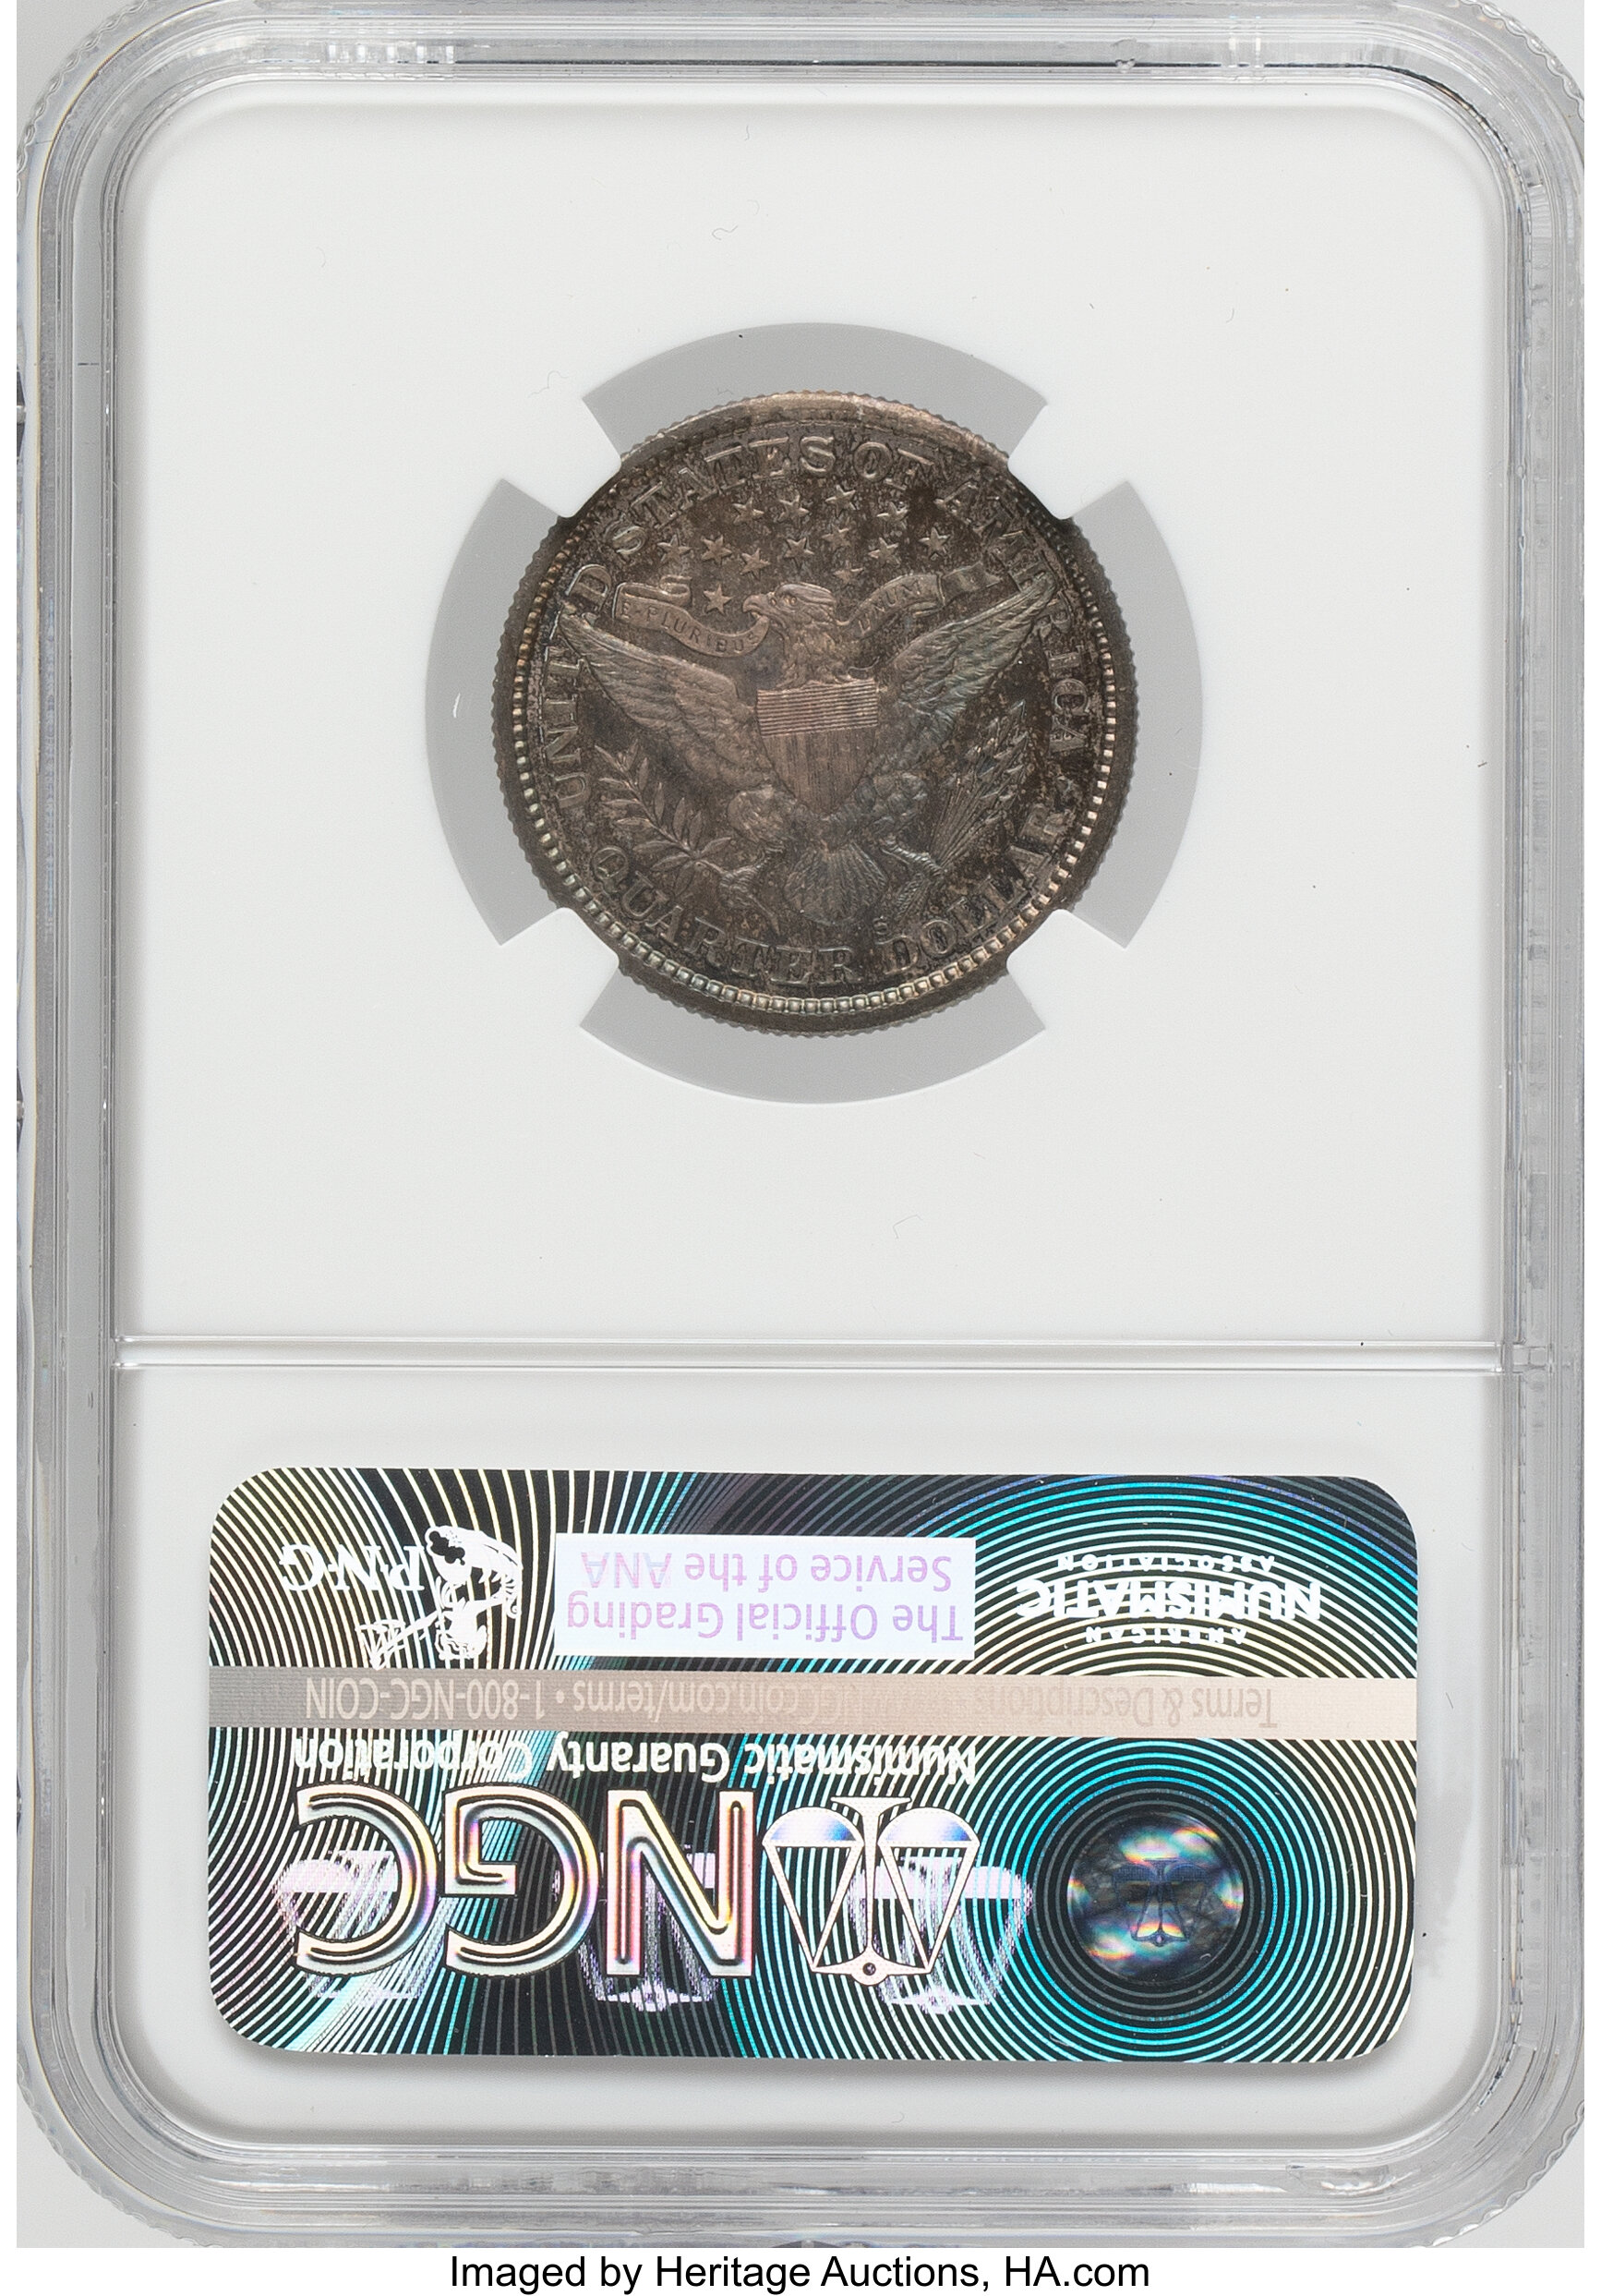 UNITED STATES OF AMERICA
E·PLURIBUS UNUM
S
QUARTER DOLLAR
P·N·G
The Official Grading
Service of the ANA
AMERICAN
NUMISMATIC
ASSOCIATION
Terms & Descriptions NGCcoin.com/terms • 1-800-NGC-COIN
Numismatic Guaranty Corporation
NGC
Imaged by Heritage Auctions, HA.com